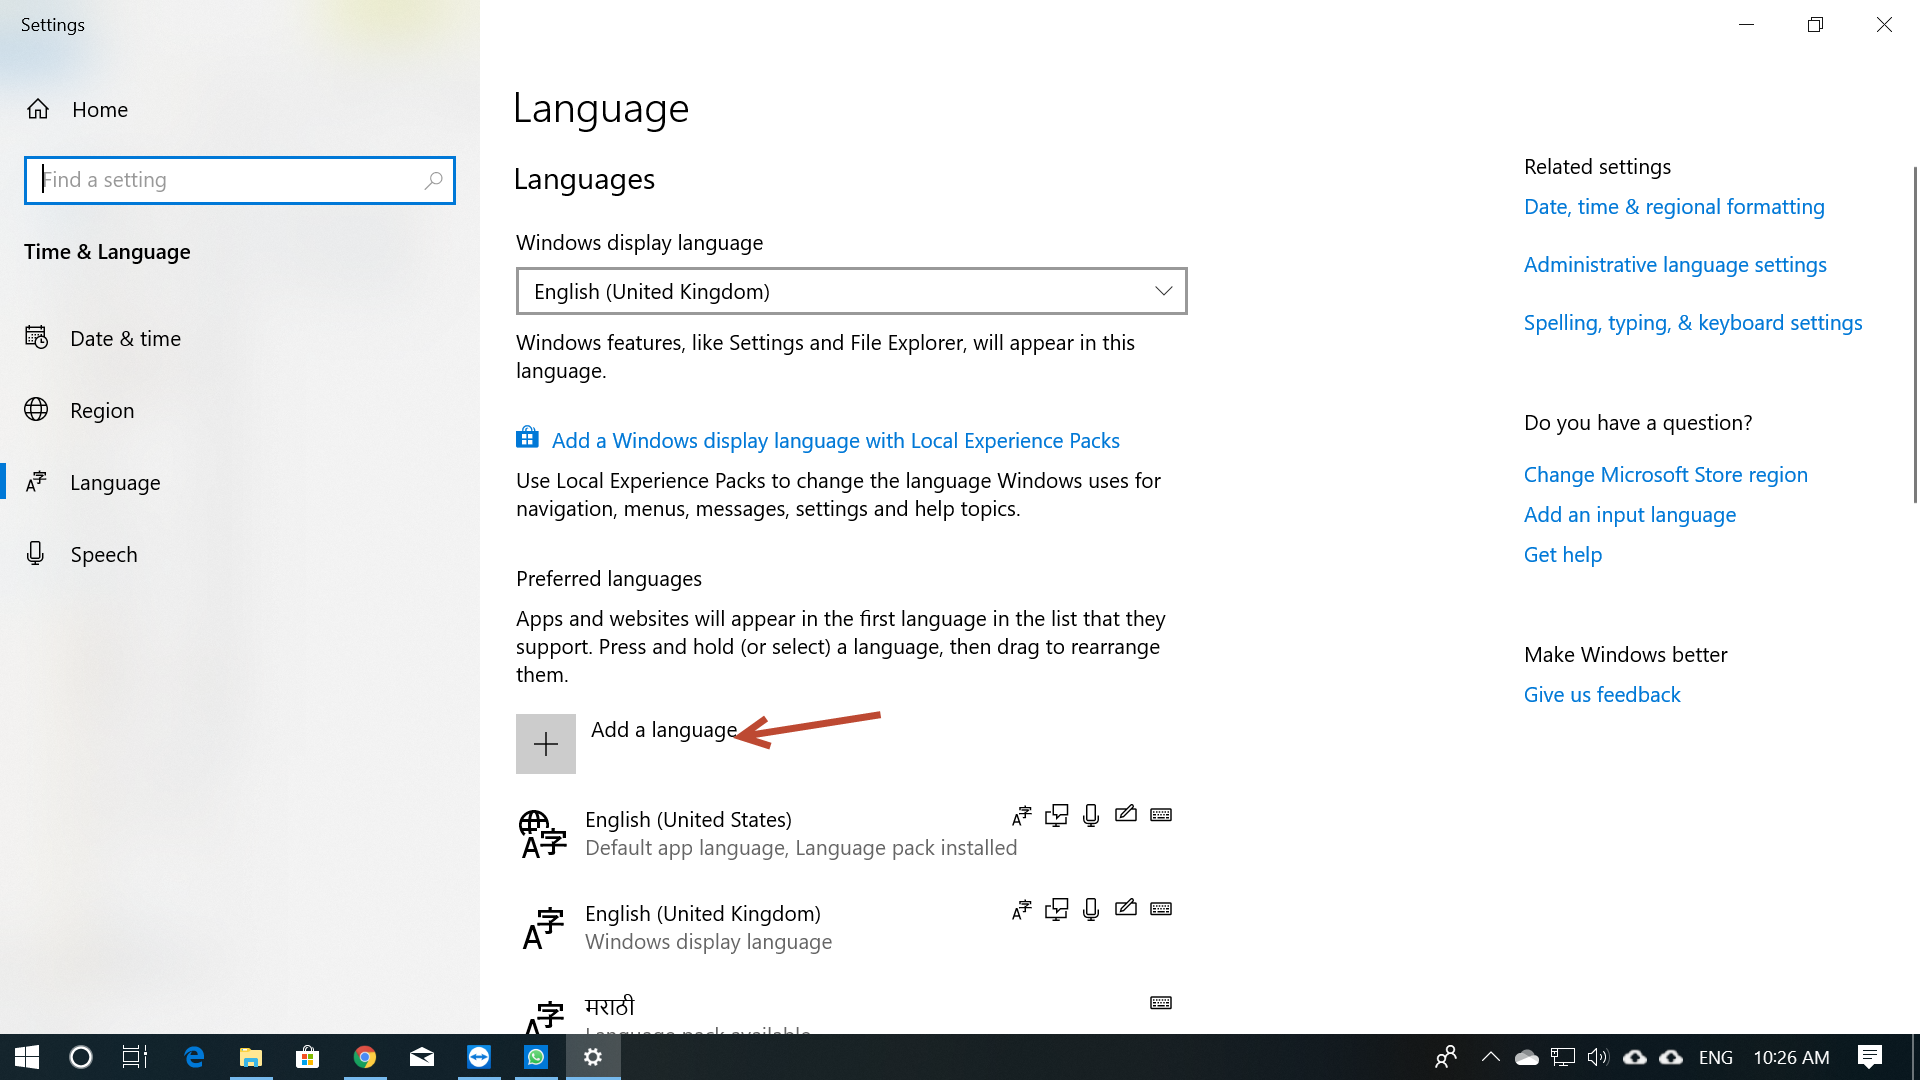 Settings
Home
Find a setting
Time & Language
Date & time
Region
Language
Speech
Language
Languages
Windows display language
English (United Kingdom)
Windows features, like Settings and File Explorer, will appear in this
language.
Add a Windows display language with Local Experience Packs
Use Local Experience Packs to change the language Windows uses for
navigation, menus, messages, settings and help topics.
Preferred languages
Apps and websites will appear in the first language in the list that they
support. Press and hold (or select) a language, then drag to rearrange
them.
Add a language
English (United States)
Default app language, Language pack installed
English (United Kingdom)
Windows display language
मराठी
Language pack available
Related settings
Date, time & regional formatting
Administrative language settings
Spelling, typing, & keyboard settings
Do you have a question?
Change Microsoft Store region
Add an input language
Get help
Make Windows better
Give us feedback
ENG
10:26 AM